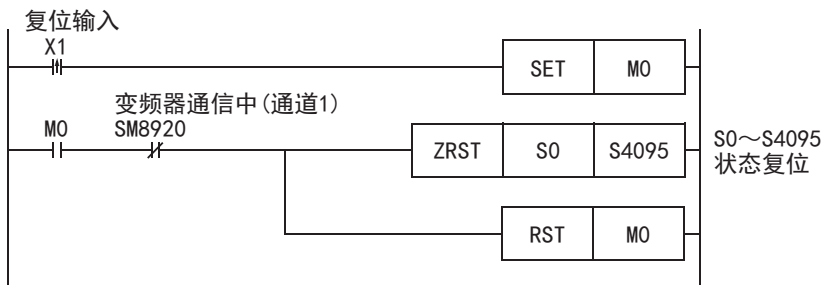 复位输入
X1
SET M0
变频器通信中(通道1)
M0 SM8920
ZRST S0 S4095
S0~S4095
状态复位
RST M0